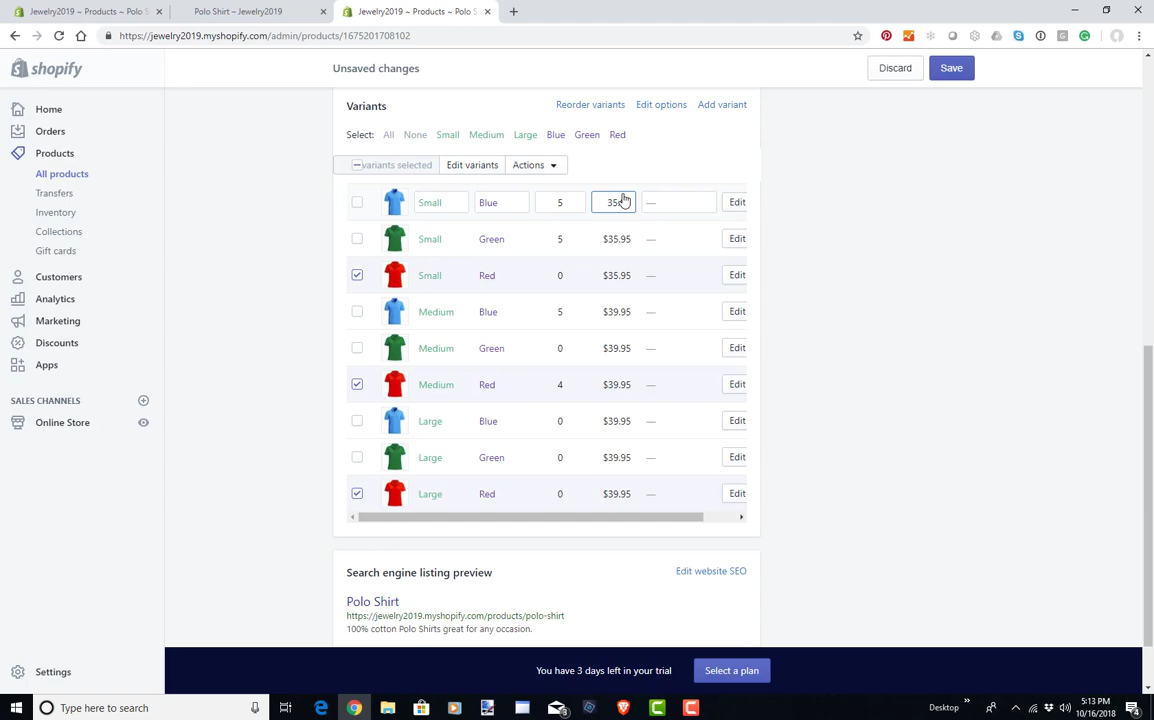 Jewelry2019 ~ Products ~ Polo S
Polo Shirt – Jewelry2019
Jewelry2019 ~ Products ~ Polo S
https://jewelry2019.myshopify.com/admin/products/1675201708102
shopify
Unsaved changes
Discard
Save
Home
Orders
Products
All products
Transfers
Inventory
Collections
Gift cards
Customers
Analytics
Marketing
Discounts
Apps
SALES CHANNELS
Online Store
Settings
Variants
Reorder variants
Edit options
Add variant
Select: All None Small Medium Large Blue Green Red
variants selected
Edit variants
Actions
Small Blue 5 — Edit
Small Green 5 $35.95 — Edit
Small Red 0 $35.95 — Edit
Medium Blue 5 $39.95 — Edit
Medium Green 0 $39.95 — Edit
Medium Red 4 $39.95 — Edit
Large Blue 0 $39.95 — Edit
Large Green 0 $39.95 — Edit
Large Red 0 $39.95 — Edit
Search engine listing preview
Edit website SEO
Polo Shirt
https://jewelry2019.myshopify.com/products/polo-shirt
100% cotton Polo Shirts great for any occasion.
You have 3 days left in your trial
Select a plan
Type here to search
3
Desktop
5:13 PM
10/16/2018
4